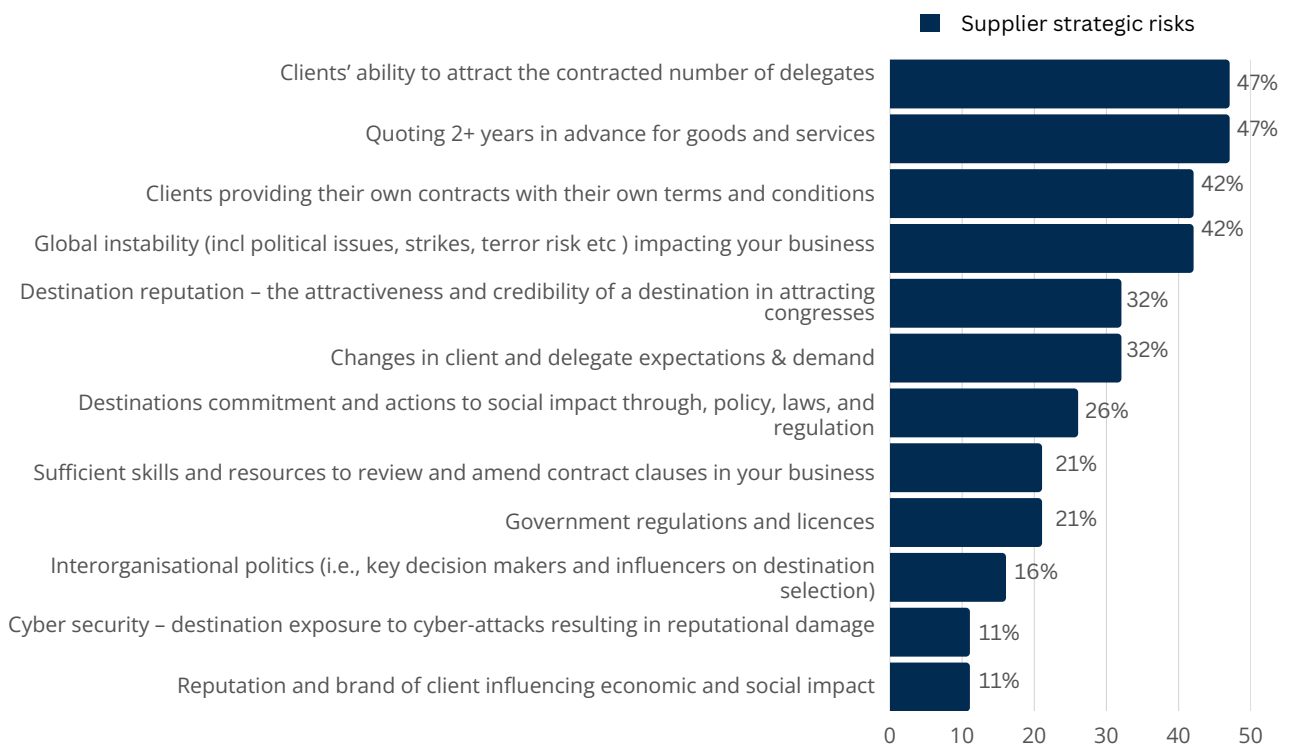 Supplier strategic risks
Clients’ ability to attract the contracted number of delegates
47%
Quoting 2+ years in advance for goods and services
47%
Clients providing their own contracts with their own terms and conditions
42%
Global instability (incl political issues, strikes, terror risk etc ) impacting your business
42%
Destination reputation – the attractiveness and credibility of a destination in attracting
congresses
32%
Changes in client and delegate expectations & demand
32%
Destinations commitment and actions to social impact through, policy, laws, and
regulation
26%
Sufficient skills and resources to review and amend contract clauses in your business
21%
Government regulations and licences
21%
Interorganisational politics (i.e., key decision makers and influencers on destination
selection)
16%
Cyber security – destination exposure to cyber-attacks resulting in reputational damage
11%
Reputation and brand of client influencing economic and social impact
11%
0 10 20 30 40 50